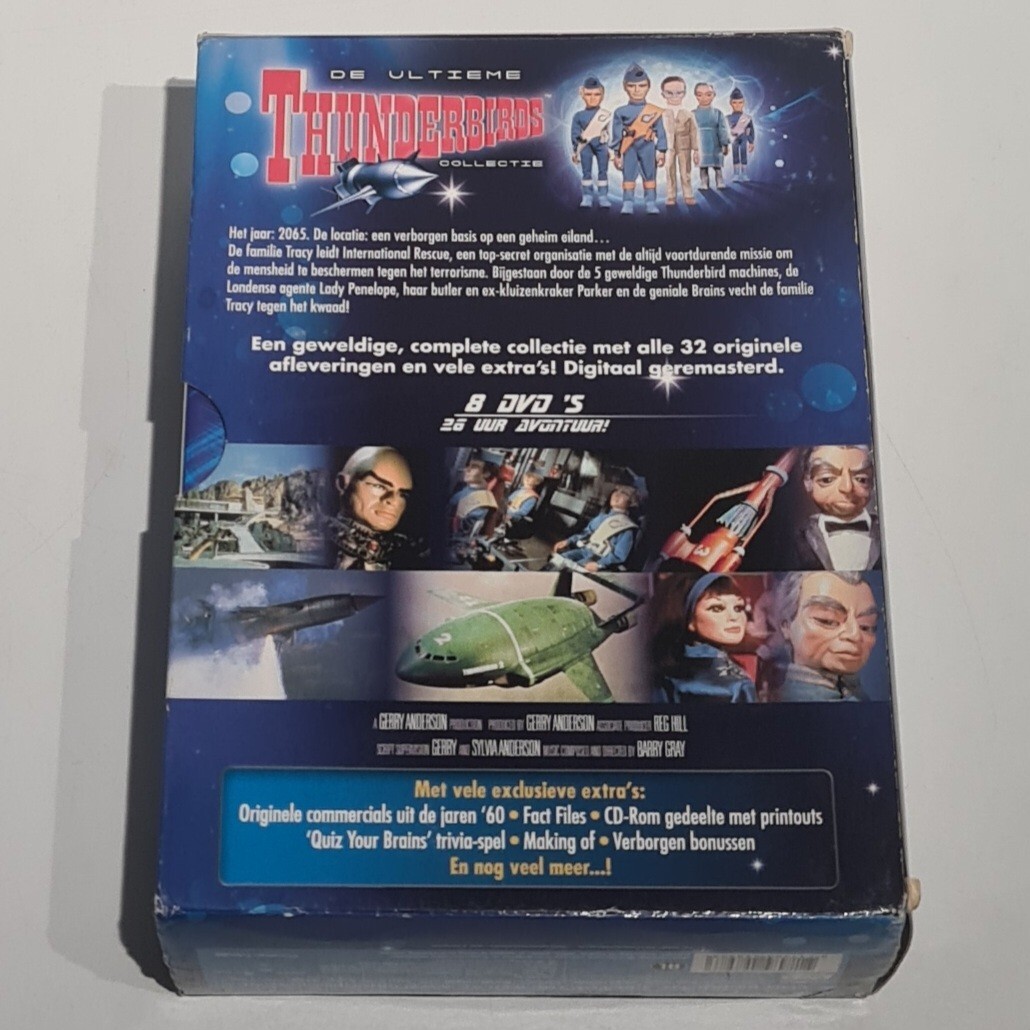 DE ULTIEME
THUNDERBIRDS™
COLLECTIE
Het jaar: 2065. De locatie: een verborgen basis op een geheim eiland...
De familie Tracy leidt International Rescue, een top-secret organisatie met de altijd voortdurende missie om
de mensheid te beschermen tegen het terrorisme. Bijgestaan door de 5 geweldige Thunderbird machines, de
Londense agente Lady Penelope, haar butler en ex-kluizenkraker Parker en de geniale Brains vecht de familie
Tracy tegen het kwaad!
Een geweldige, complete collectie met alle 32 originele
afleveringen en vele extra's! Digitaal geremasterd.
8 DVD 'S
26 UUR AVONTUUR!
3
2
A GERRY ANDERSON PRODUCTION PRODUCED BY GERRY ANDERSON ASSOCIATE PRODUCER REG HILL
SCRIPT SUPERVISION GERRY AND SYLVIA ANDERSON MUSIC COMPOSED AND DIRECTED BY BARRY GRAY
Met vele exclusieve extra's:
Originele commercials uit de jaren '60 • Fact Files • CD-Rom gedeelte met printouts
'Quiz Your Brains' trivia-spel • Making of • Verborgen bonussen
En nog veel meer...!